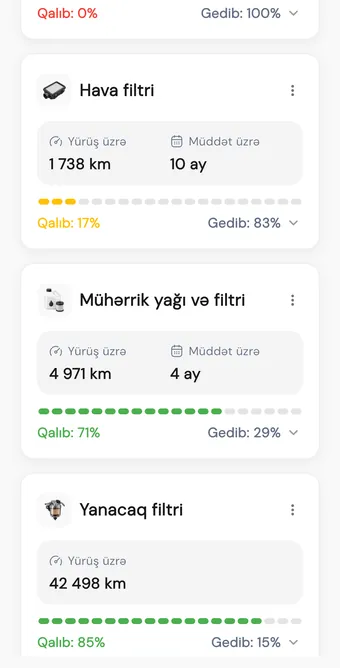 Qalıb: 0% Gedib: 100%
Hava filtri
Yürüş üzrə Müddət üzrə
1 738 km 10 ay
Qalıb: 17% Gedib: 83%
Mühərrik yağı və filtri
Yürüş üzrə Müddət üzrə
4 971 km 4 ay
Qalıb: 71% Gedib: 29%
Yanacaq filtri
Yürüş üzrə
42 498 km
Qalıb: 85% Gedib: 15%